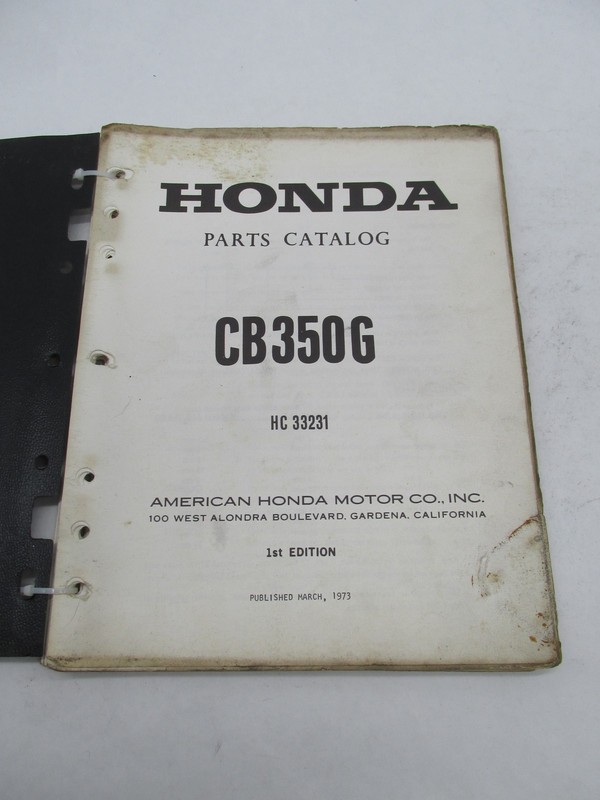 HONDA
PARTS CATALOG
CB350G
HC 33231
AMERICAN HONDA MOTOR CO., INC.
100 WEST ALONDRA BOULEVARD, GARDENA, CALIFORNIA
1st EDITION
PUBLISHED MARCH, 1973